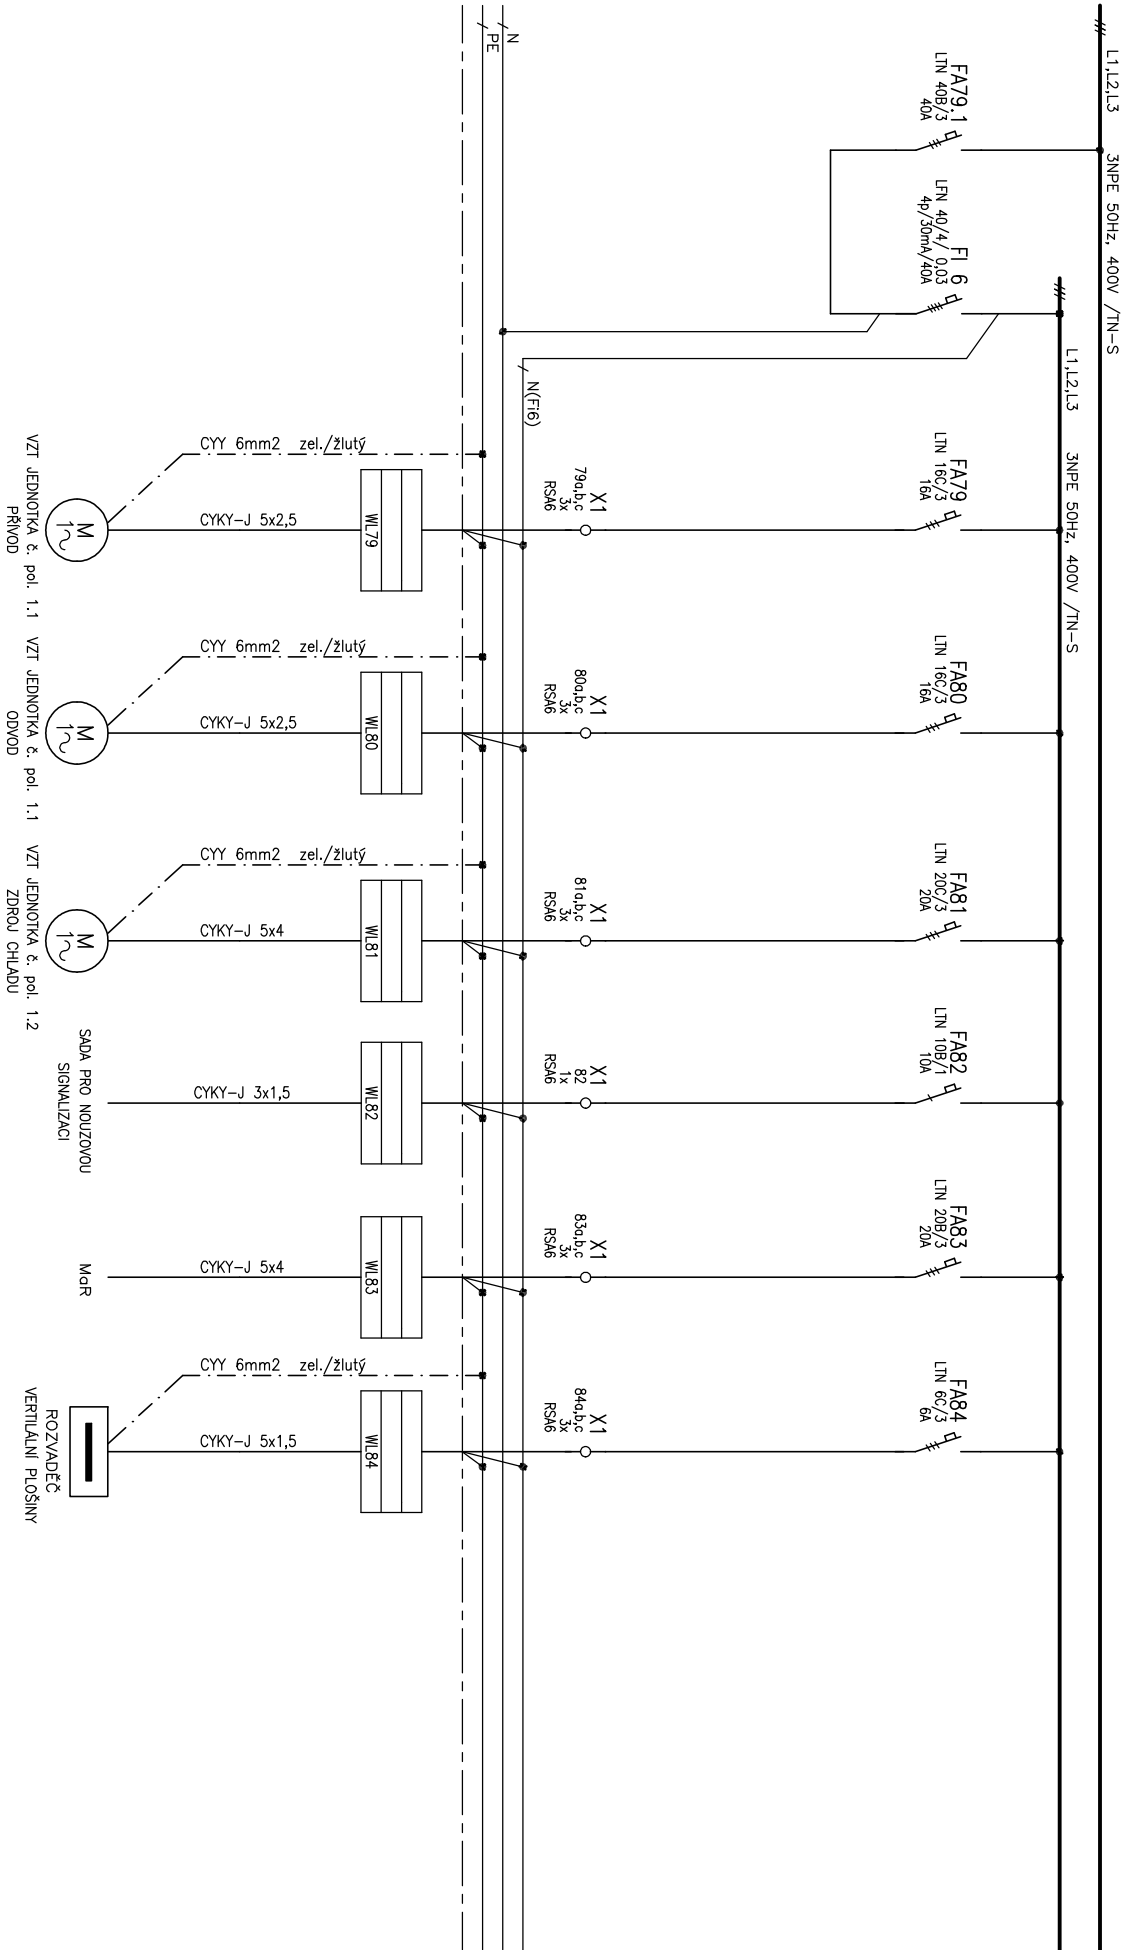 L1,L2,L3 3NPE 50Hz, 400V /TN-S
FA79.1
LTN 40B/3
40A
FI 6
LFN 40/4/ 0,03
4p/30mA/40A
L1,L2,L3 3NPE 50Hz, 400V /TN-S
N
PE
N(Fi6)
FA79
LTN 16C/3
16A
X1
79a,b,c
3x
RSA6
WL79
CYY 6mm2 zel./žlutý
CYKY-J 5x2,5
M
1
VZT JEDNOTKA č. pol. 1.1
PŘÍVOD
FA80
LTN 16C/3
16A
X1
80a,b,c
3x
RSA6
WL80
CYY 6mm2 zel./žlutý
CYKY-J 5x2,5
M
1
VZT JEDNOTKA č. pol. 1.1
ODVOD
FA81
LTN 20C/3
20A
X1
81a,b,c
3x
RSA6
WL81
CYY 6mm2 zel./žlutý
CYKY-J 5x4
M
1
VZT JEDNOTKA č. pol. 1.2
ZDROJ CHLADU
FA82
LTN 10B/1
10A
X1
82
1x
RSA6
WL82
CYKY-J 3x1,5
SADA PRO NOUZOVOU
SIGNALIZACI
FA83
LTN 20B/3
20A
X1
83a,b,c
3x
RSA6
WL83
CYKY-J 5x4
MaR
FA84
LTN 6C/3
6A
X1
84a,b,c
3x
RSA6
WL84
CYY 6mm2 zel./žlutý
CYKY-J 5x1,5
ROZVADĚČ
VERTILÁLNÍ PLOŠINY